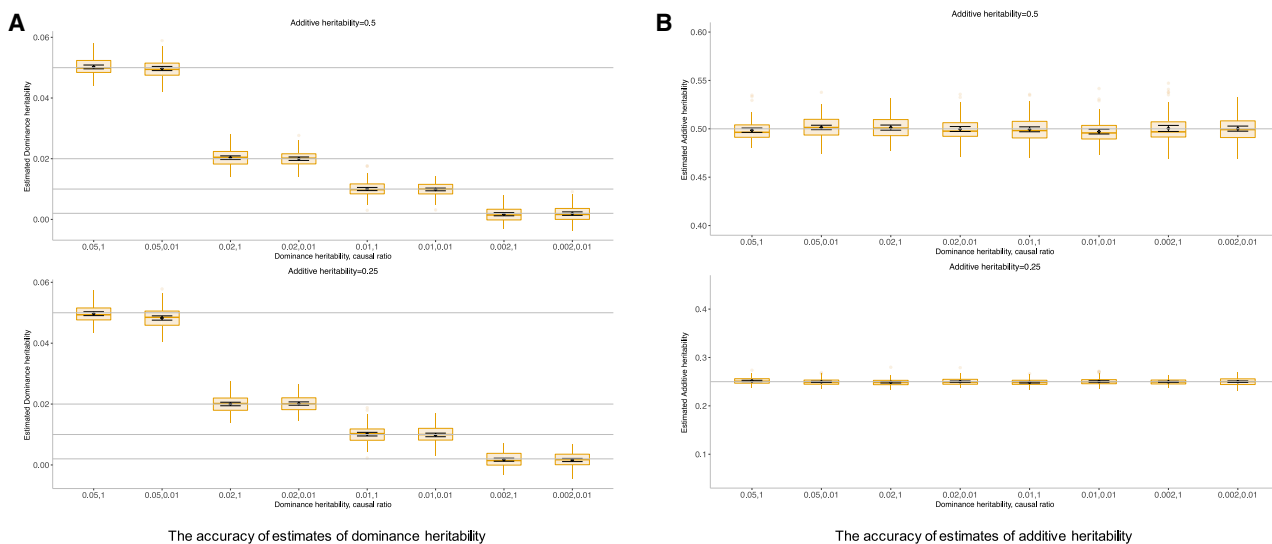 A
Additive heritability=0.5
Estimated Dominance heritability
0.06
0.04
0.02
0.00
0.05,1 0.05,0.01 0.02,1 0.02,0.01 0.01,1 0.01,0.01 0.002,1 0.002,0.01
Dominance heritability, causal ratio
Additive heritability=0.25
Estimated Dominance heritability
0.06
0.04
0.02
0.00
0.05,1 0.05,0.01 0.02,1 0.02,0.01 0.01,1 0.01,0.01 0.002,1 0.002,0.01
Dominance heritability, causal ratio
The accuracy of estimates of dominance heritability
B
Additive heritability=0.5
Estimated Additive heritability
0.60
0.55
0.50
0.45
0.40
0.05,1 0.05,0.01 0.02,1 0.02,0.01 0.01,1 0.01,0.01 0.002,1 0.002,0.01
Dominance heritability, causal ratio
Additive heritability=0.25
Estimated Additive heritability
0.4
0.3
0.2
0.1
0.05,1 0.05,0.01 0.02,1 0.02,0.01 0.01,1 0.01,0.01 0.002,1 0.002,0.01
Dominance heritability, causal ratio
The accuracy of estimates of additive heritability